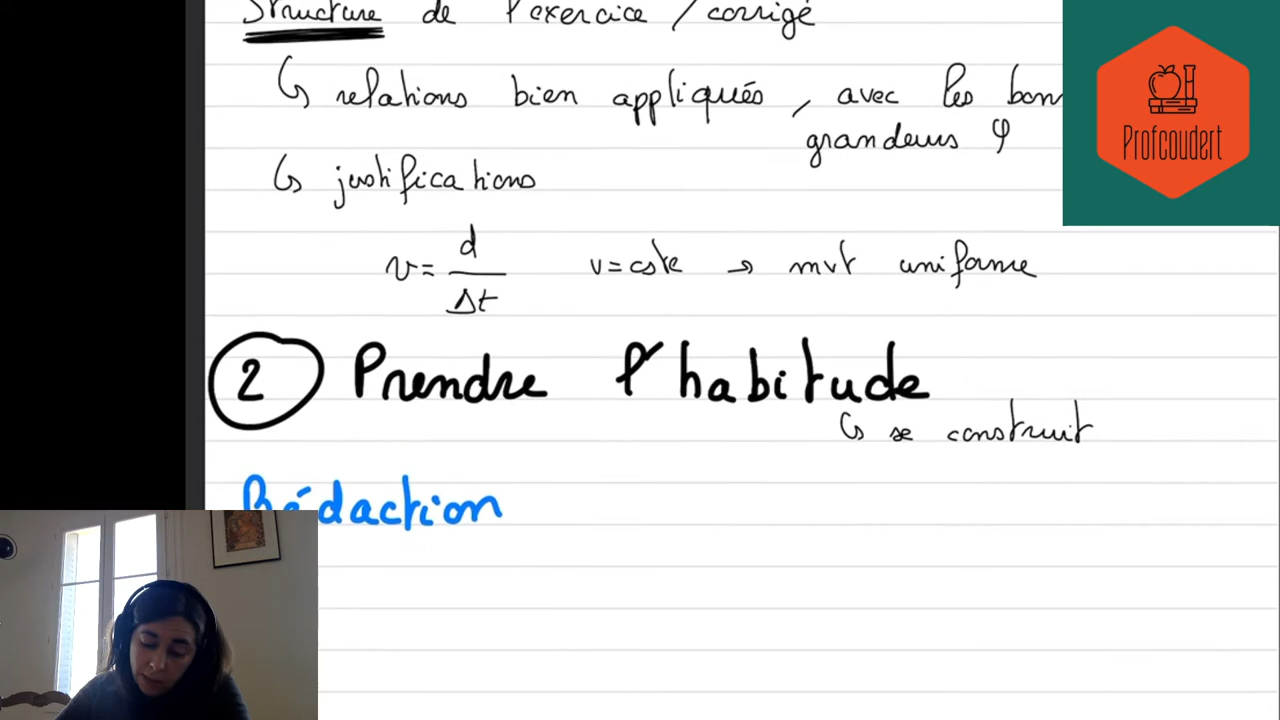 Structure de l'exercice / corrigé
↳ relations bien appliqués, avec les bon
grandeurs φ
↳ justifications
v = d / Δt v = cste → mvt uniforme
2 Prendre l'habitude
↳ se construit
Rédaction
Profcoudert